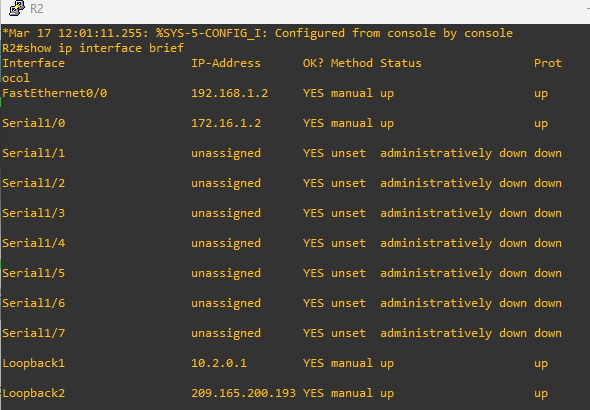 R2
*Mar 17 12:01:11.255: %SYS-5-CONFIG_I: Configured from console by console
R2#show ip interface brief
Interface                  IP-Address      OK? Method Status                Prot
ocol
FastEthernet0/0            192.168.1.2     YES manual up                    up
Serial1/0                  172.16.1.2      YES manual up                    up
Serial1/1                  unassigned      YES unset  administratively down down
Serial1/2                  unassigned      YES unset  administratively down down
Serial1/3                  unassigned      YES unset  administratively down down
Serial1/4                  unassigned      YES unset  administratively down down
Serial1/5                  unassigned      YES unset  administratively down down
Serial1/6                  unassigned      YES unset  administratively down down
Serial1/7                  unassigned      YES unset  administratively down down
Loopback1                  10.2.0.1        YES manual up                    up
Loopback2                  209.165.200.193 YES manual up                    up